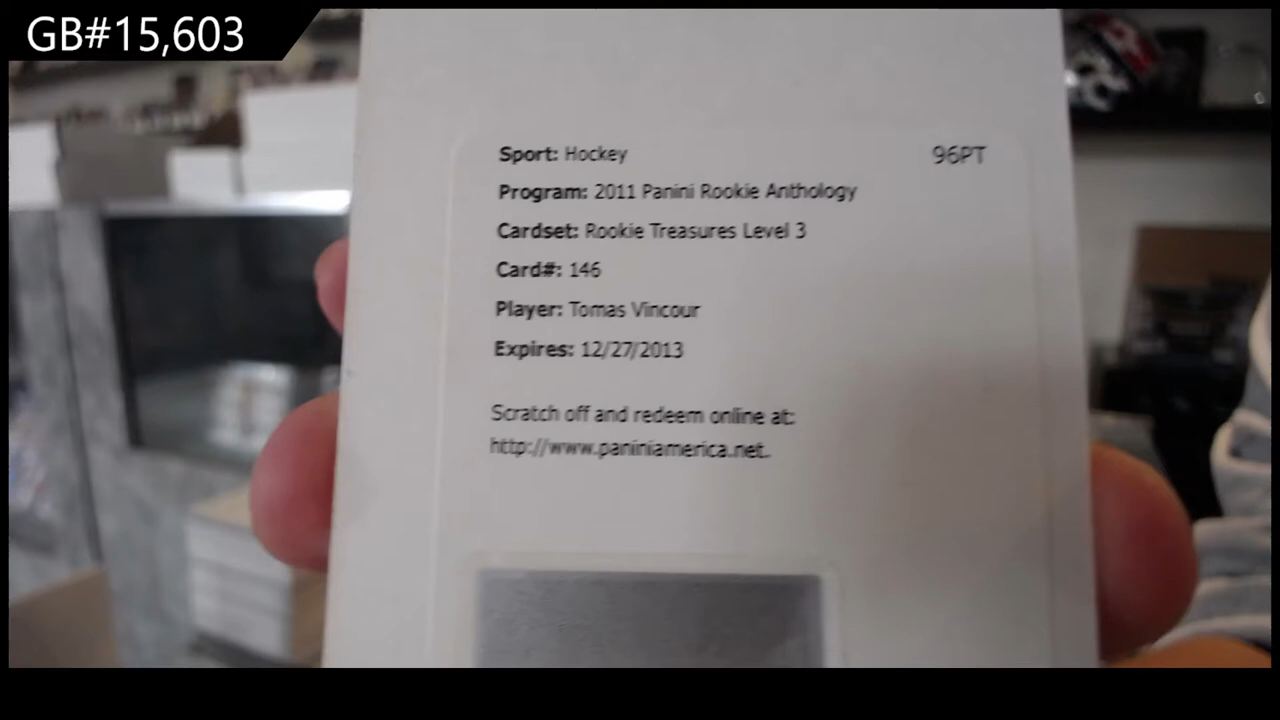 GB#15,603
Sport: Hockey 96PT
Program: 2011 Panini Rookie Anthology
Cardset: Rookie Treasures Level 3
Card#: 146
Player: Tomas Vincour
Expires: 12/27/2013
Scratch off and redeem online at:
http://www.paniniamerica.net.